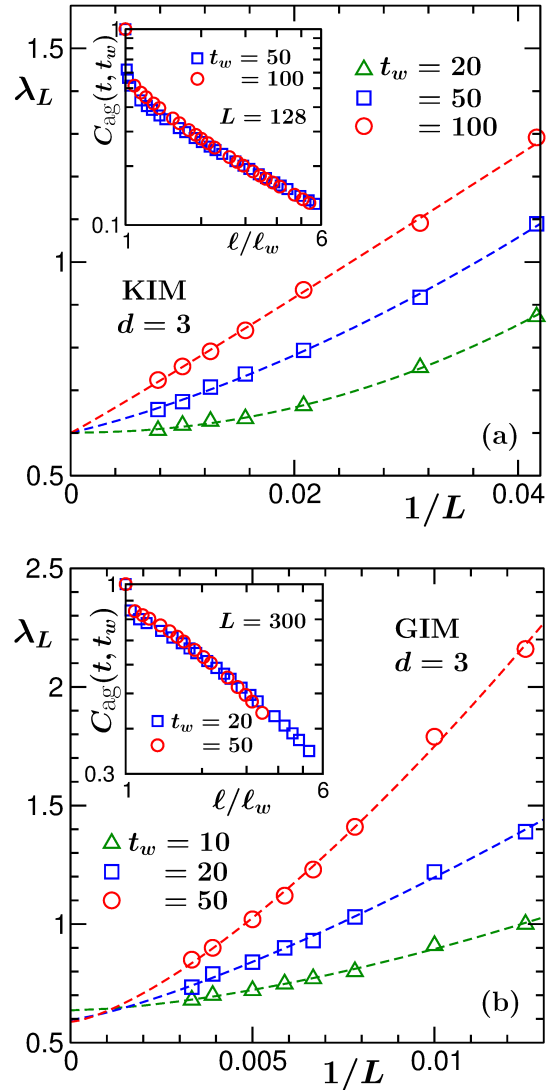 1.5
λ_L
1
0.5
1
0.1
C_ag(t, t_w)
t_w = 50
= 100
L = 128
1
6
ℓ/ℓ_w
t_w = 20
= 50
= 100
KIM
d = 3
(a)
0
0.02
0.04
1/L
2.5
λ_L
2
1.5
1
0.5
1
0.3
C_ag(t, t_w)
L = 300
t_w = 20
= 50
1
6
ℓ/ℓ_w
GIM
d = 3
t_w = 10
= 20
= 50
(b)
0
0.005
0.01
1/L